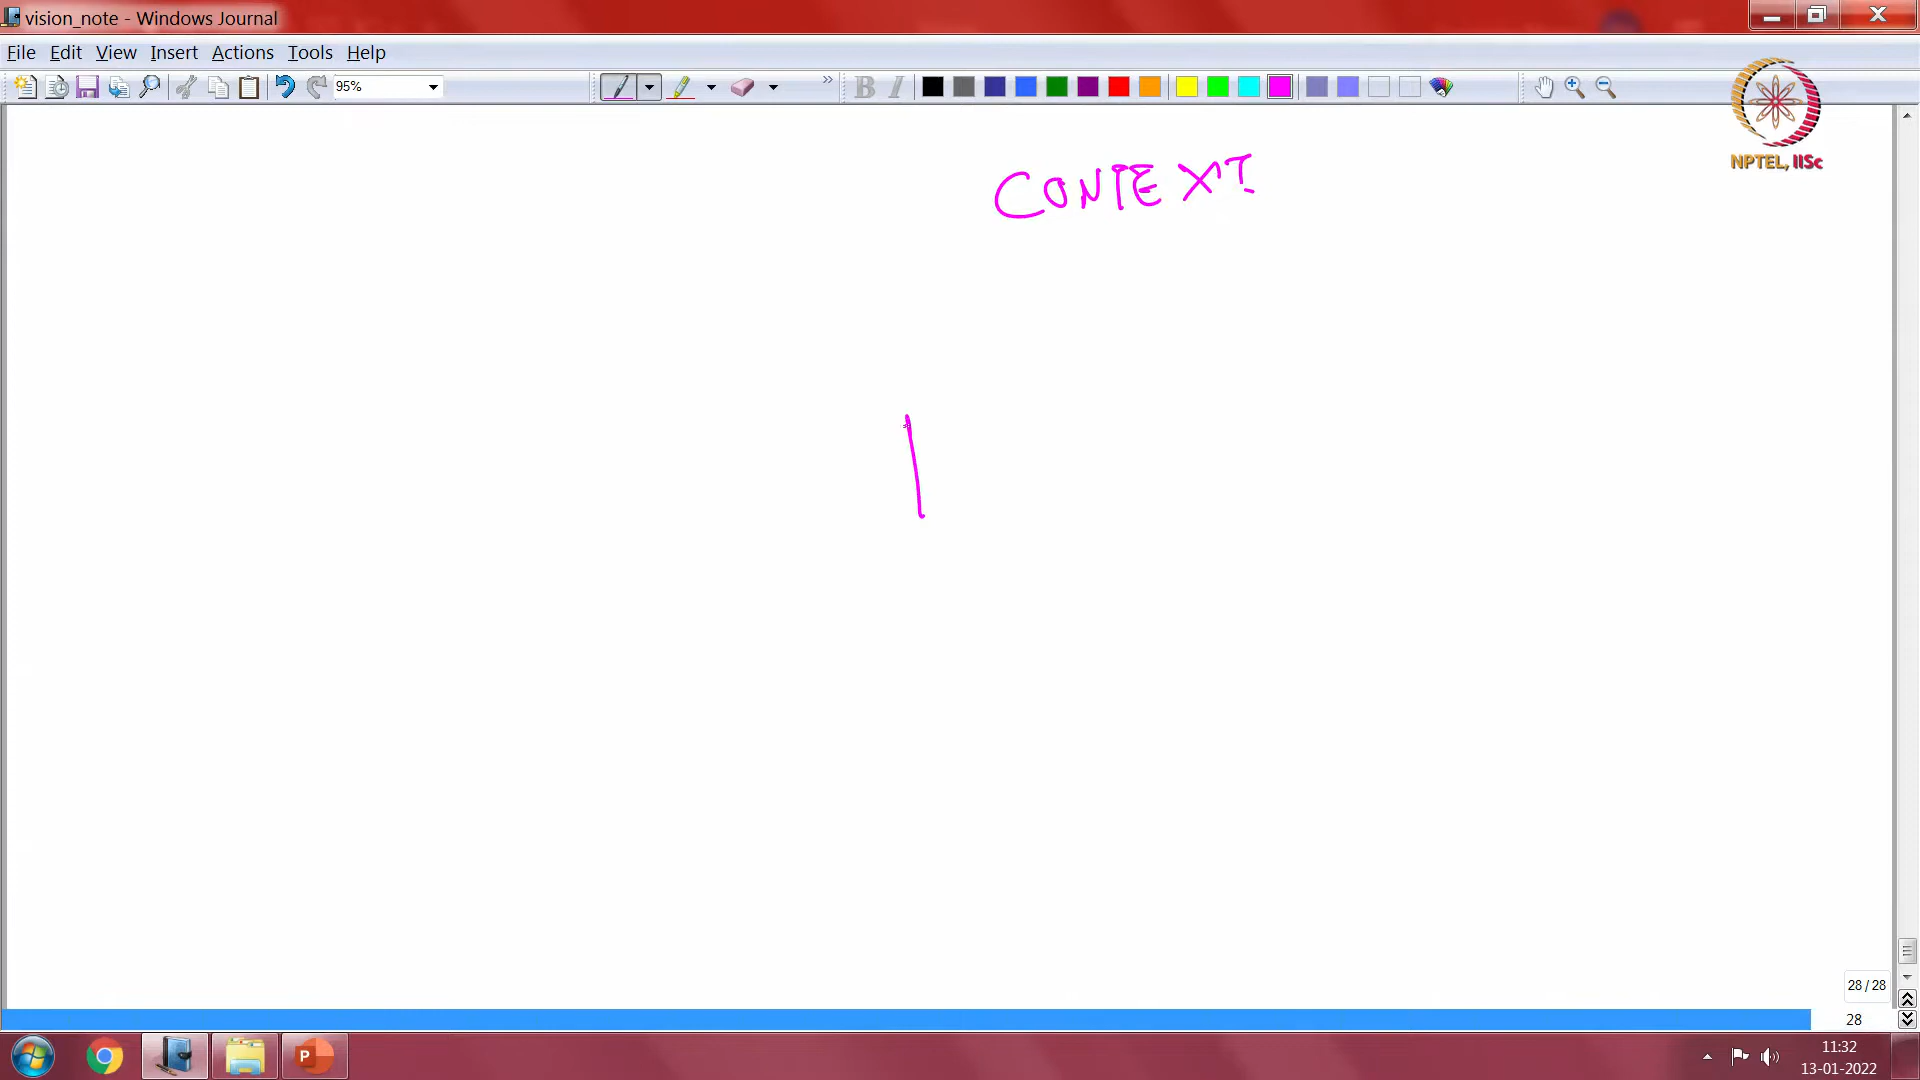 vision_note - Windows Journal
File Edit View Insert Actions Tools Help
95%
B I
NPTEL, IISc
CONTEXT
28 / 28
28
P
11:32
13-01-2022